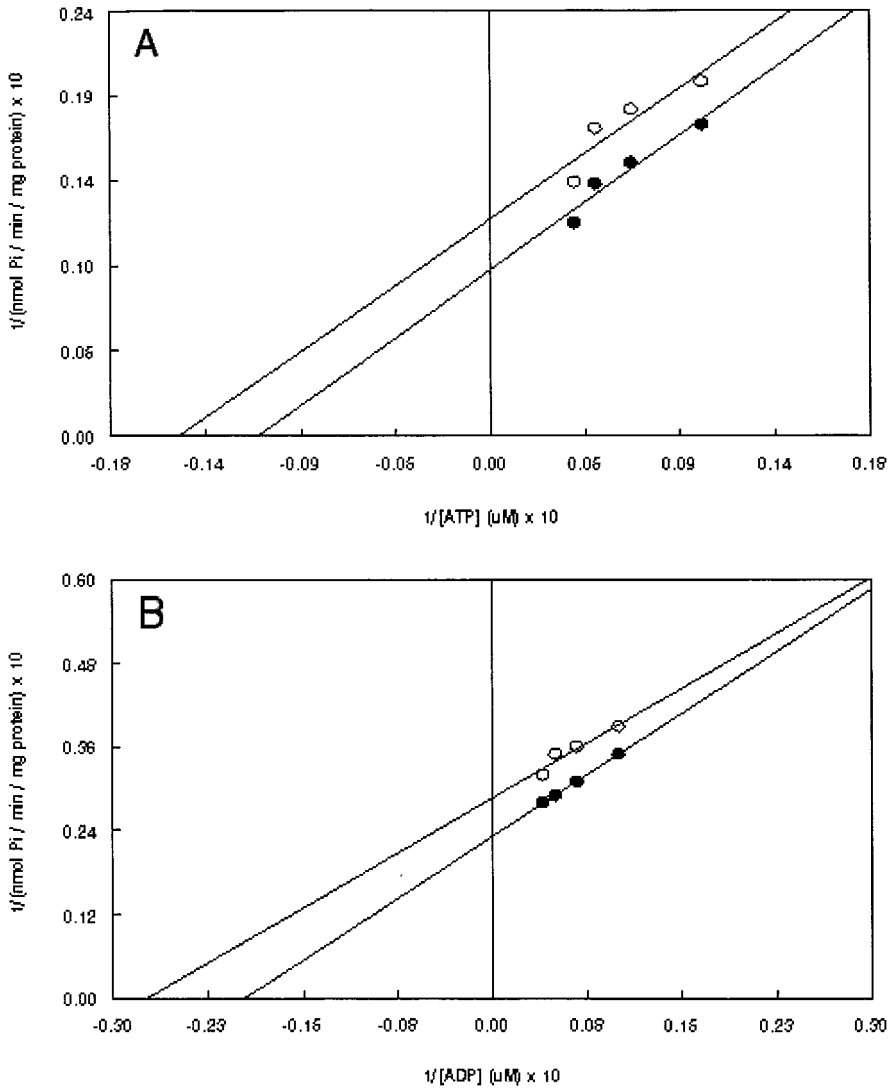 A
0.24
0.19
0.14
0.10
0.05
0.00
1/(nmol Pi / min / mg protein) x 10
-0.18 -0.14 -0.09 -0.05 0.00 0.05 0.09 0.14 0.18
1/[ATP] (uM) x 10
B
0.60
0.48
0.36
0.24
0.12
0.00
1/(nmol Pi / min / mg protein) x 10
-0.30 -0.23 -0.15 -0.08 0.00 0.08 0.15 0.23 0.30
1/[ADP] (uM) x 10